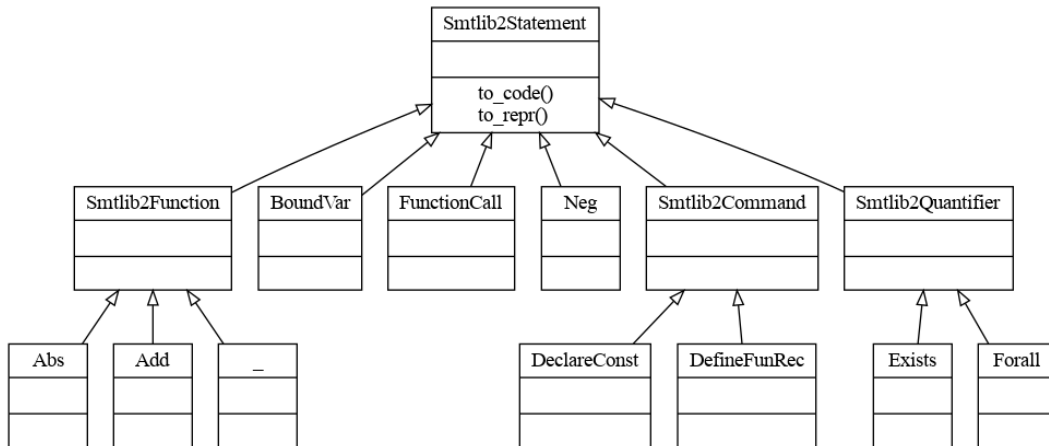 Smtlib2Statement
to_code()
to_repr()
Smtlib2Function
BoundVar
FunctionCall
Neg
Smtlib2Command
Smtlib2Quantifier
Abs
Add
_
DeclareConst
DefineFunRec
Exists
Forall